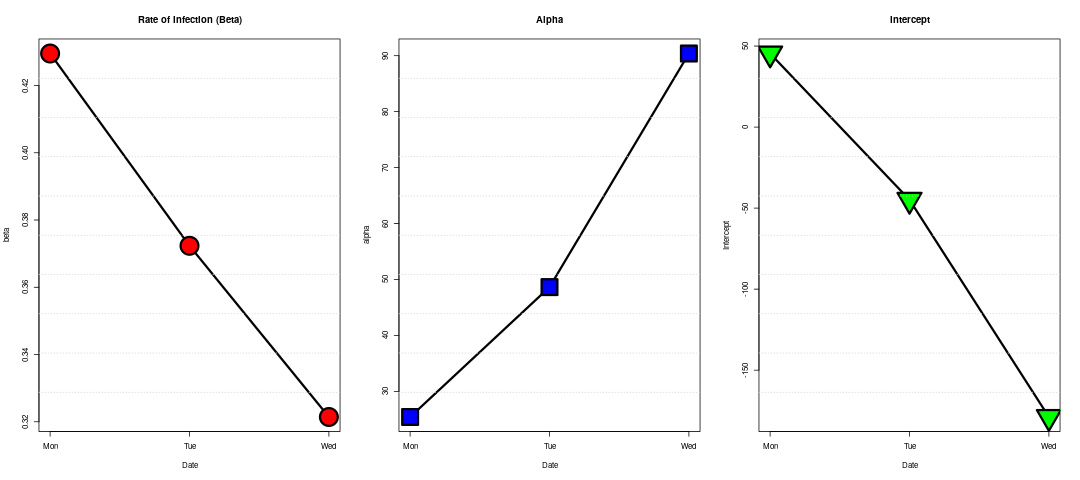 Rate of Infection (Beta)
beta
0.42
0.40
0.38
0.36
0.34
0.32
Mon Tue Wed
Date
Alpha
alpha
90
80
70
60
50
40
30
Mon Tue Wed
Date
Intercept
Intercept
50
0
-50
-100
-150
Mon Tue Wed
Date